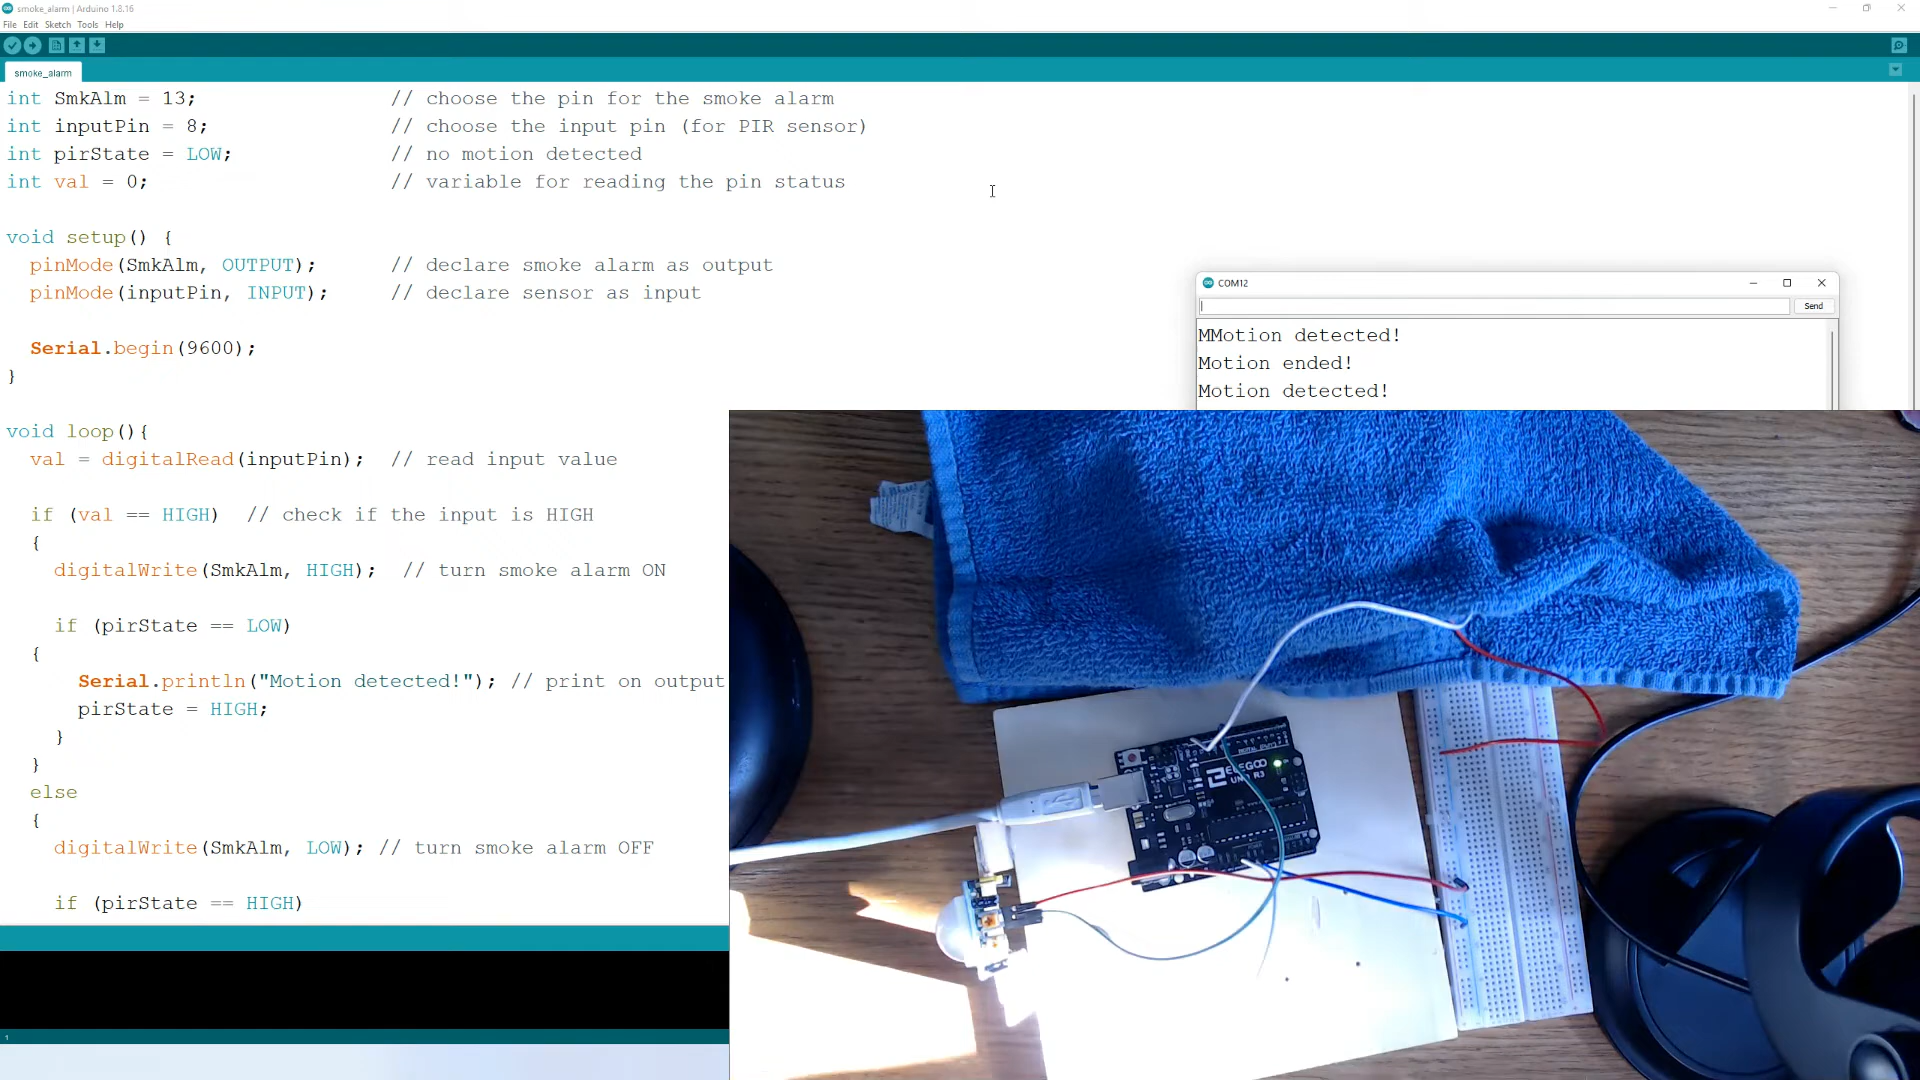 smoke_alarm | Arduino 1.8.16
File Edit Sketch Tools Help
smoke_alarm
int SmkAlm = 13; // choose the pin for the smoke alarm
int inputPin = 8; // choose the input pin (for PIR sensor)
int pirState = LOW; // no motion detected
int val = 0; // variable for reading the pin status
void setup() {
pinMode(SmkAlm, OUTPUT); // declare smoke alarm as output
pinMode(inputPin, INPUT); // declare sensor as input
Serial.begin(9600);
}
void loop(){
val = digitalRead(inputPin); // read input value
if (val == HIGH) // check if the input is HIGH
{
digitalWrite(SmkAlm, HIGH); // turn smoke alarm ON
if (pirState == LOW)
{
Serial.println("Motion detected!"); // print on output
pirState = HIGH;
}
}
else
{
digitalWrite(SmkAlm, LOW); // turn smoke alarm OFF
if (pirState == HIGH)
1
COM12
Send
MMotion detected!
Motion ended!
Motion detected!
ELEGOO
UNO R3